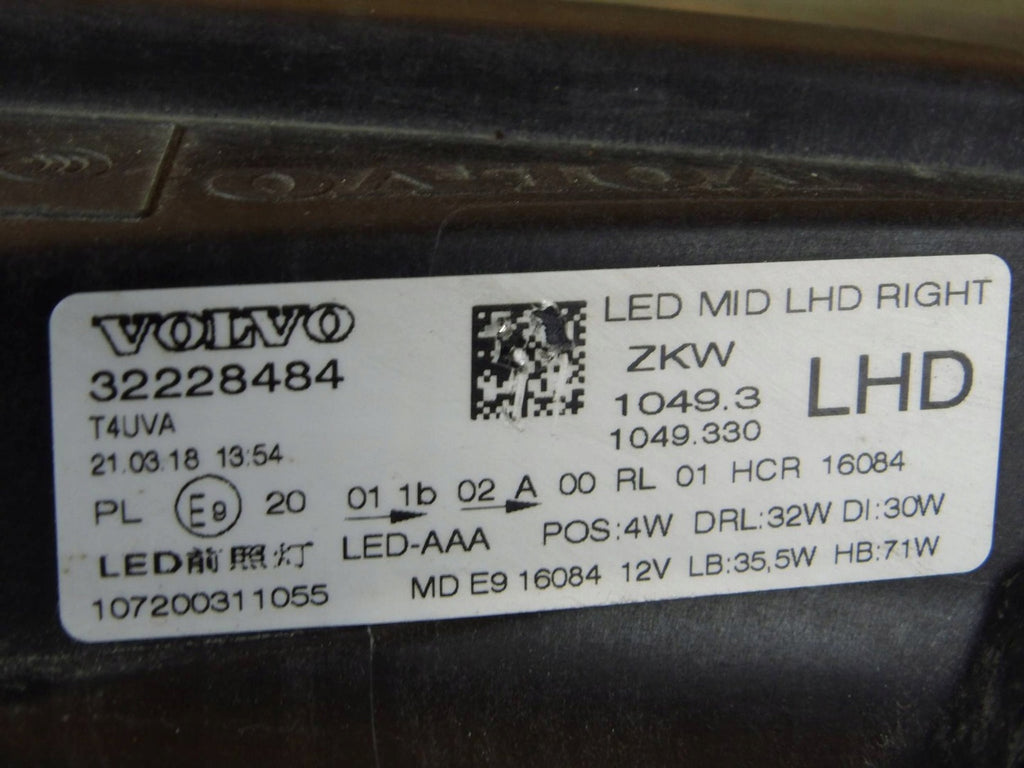 VOLVO
VOLVO
32228484
T4UVA
21.03.18 13:54
LED MID LHD RIGHT
ZKW
1049.3
1049.330
LHD
PL E9 20 01 1b 02 A 00 RL 01 HCR 16084
LED前照灯 LED-AAA POS:4W DRL:32W DI:30W
107200311055 MD E9 16084 12V LB:35,5W HB:71W